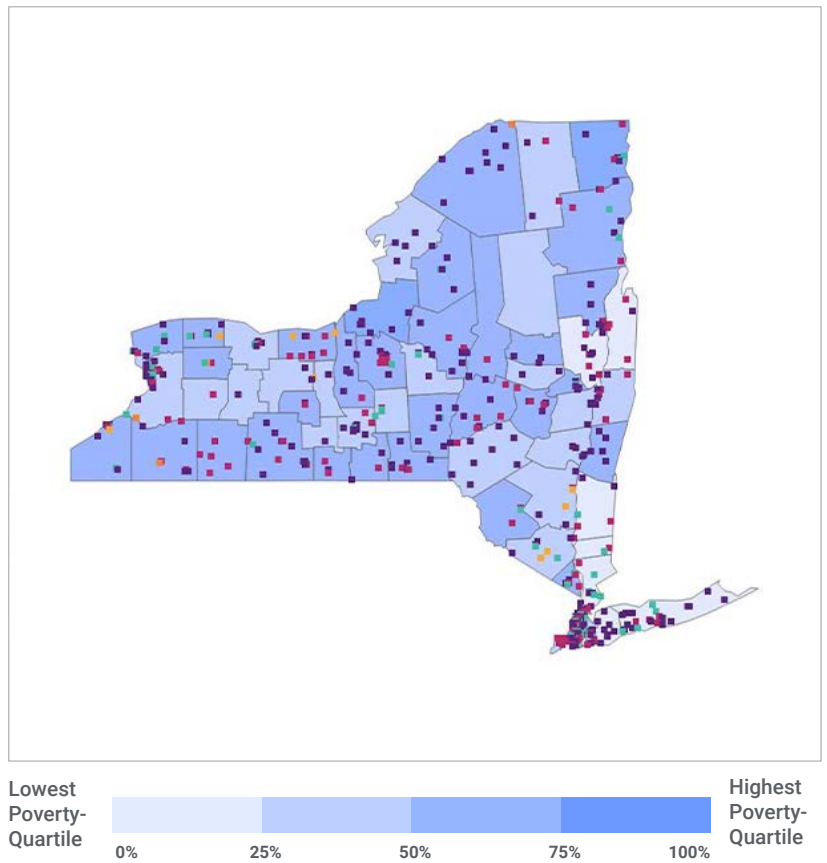 Lowest
Poverty-
Quartile
0%
25%
50%
75%
100%
Highest
Poverty-
Quartile